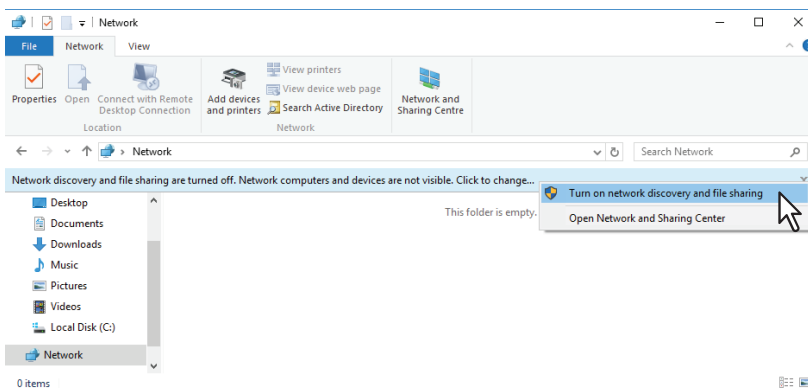 Network
File Network View
Properties
Open
Connect with Remote
Desktop Connection
Location
Add devices
and printers
View printers
View device web page
Search Active Directory
Network
Network and
Sharing Centre
Network
Search Network
Network discovery and file sharing are turned off. Network computers and devices are not visible. Click to change...
Turn on network discovery and file sharing
Open Network and Sharing Center
Desktop
Documents
Downloads
Music
Pictures
Videos
Local Disk (C:)
Network
This folder is empty.
0 items